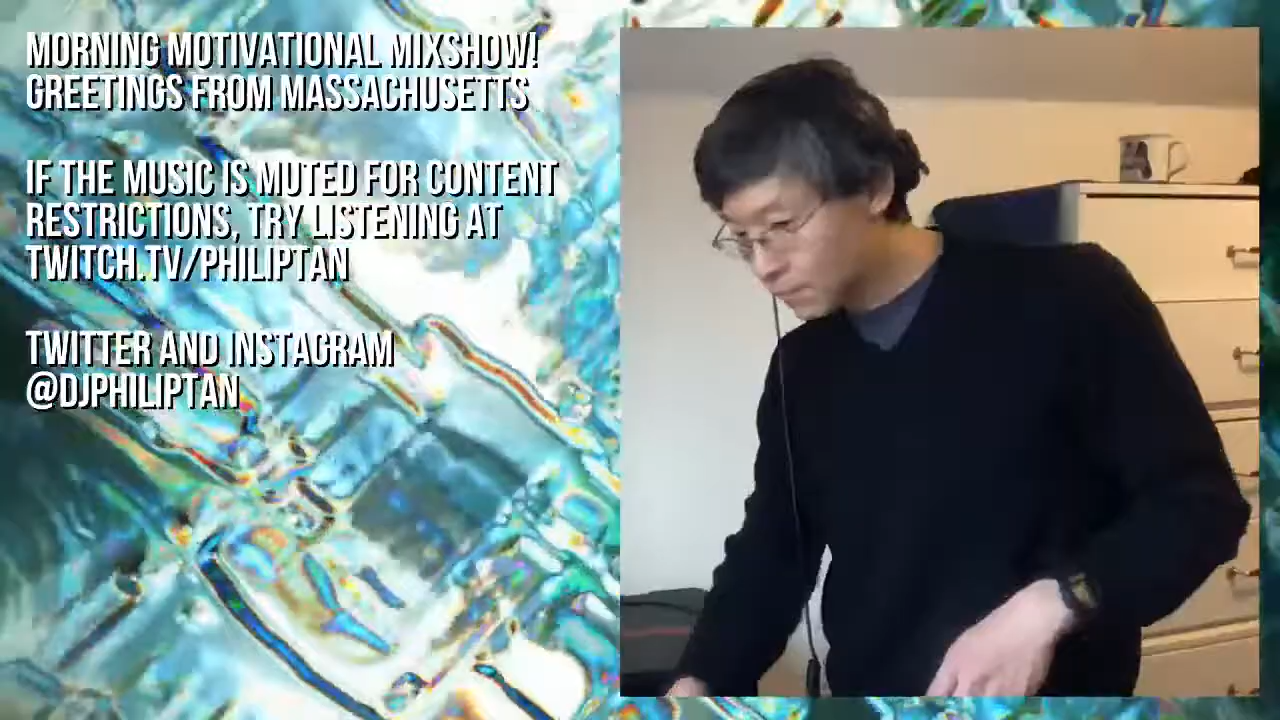 MORNING MOTIVATIONAL MIXSHOW!
GREETINGS FROM MASSACHUSETTS
IF THE MUSIC IS MUTED FOR CONTENT
RESTRICTIONS, TRY LISTENING AT
TWITCH.TV/PHILIPTAN
TWITTER AND INSTAGRAM
@DJPHILIPTAN